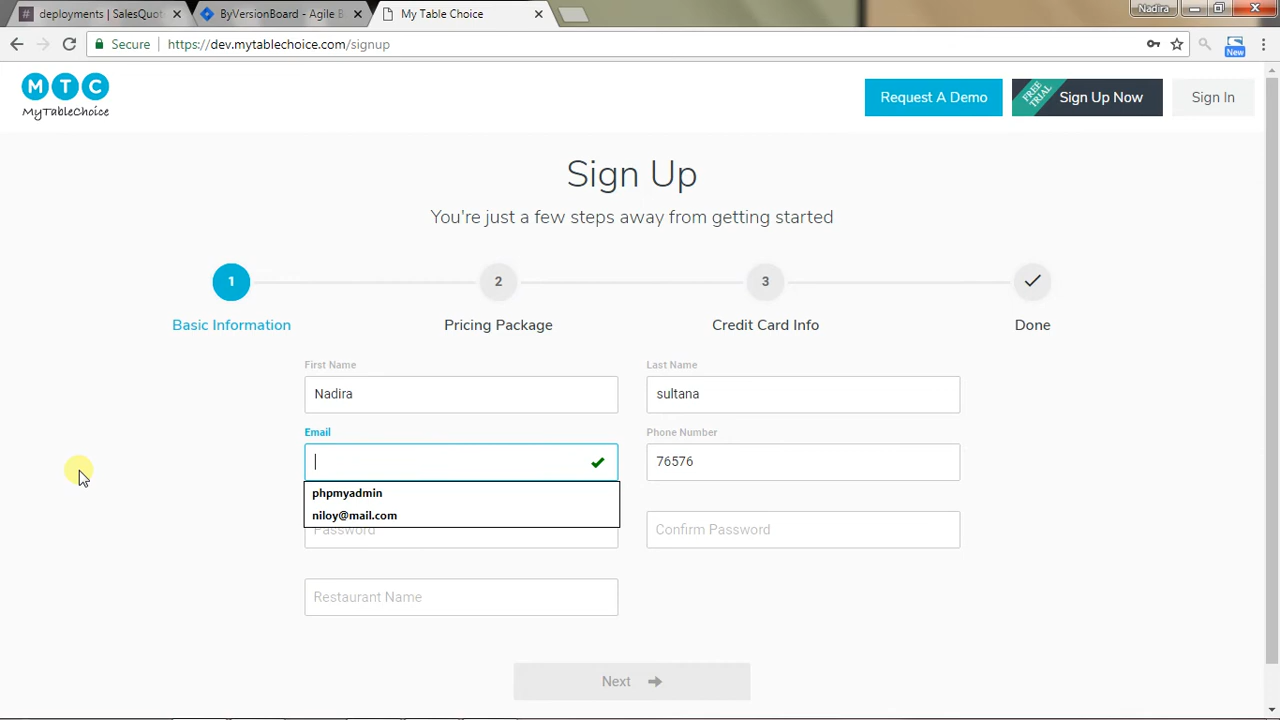 deployments | SalesQuot
ByVersionBoard - Agile B
My Table Choice
Nadira
Secure
https://dev.mytablechoice.com/signup
New
M T C
MyTableChoice
Request A Demo
FREE TRIAL
Sign Up Now
Sign In
Sign Up
You're just a few steps away from getting started
1
2
3
Basic Information
Pricing Package
Credit Card Info
Done
First Name
Last Name
Nadira
sultana
Email
Phone Number
76576
phpmyadmin
niloy@mail.com
Password
Confirm Password
Restaurant Name
Next